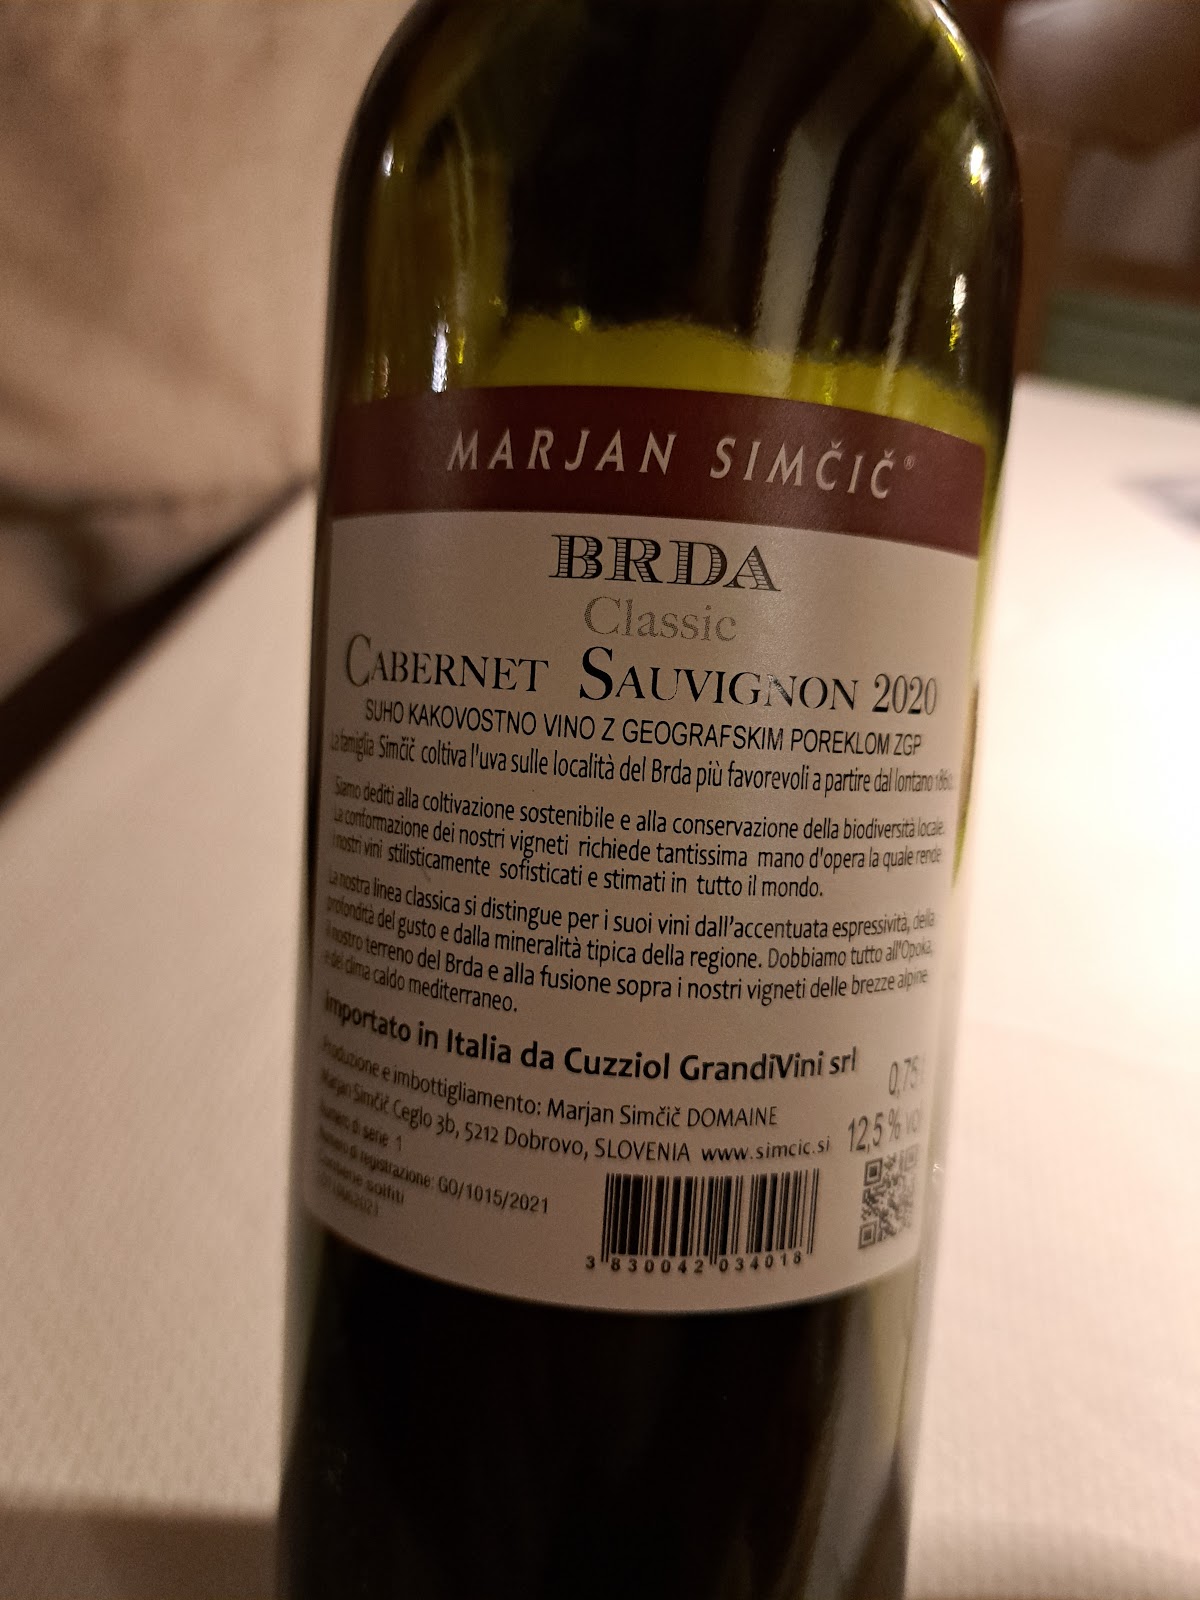 MARJAN SIMČIČ®
BRDA
Classic
CABERNET SAUVIGNON 2020
SUHO KAKOVOSTNO VINO Z GEOGRAFSKIM POREKLOM ZGP
La famiglia Simčič coltiva l'uva sulle località del Brda più favorevoli a partire dal lontano
Siamo dediti alla coltivazione sostenibile e alla conservazione della biodiversità locale.
La conformazione dei nostri vigneti richiede tantissima mano d'opera la quale rende
i nostri vini stilisticamente sofisticati e stimati in tutto il mondo.
La nostra linea classica si distingue per i suoi vini dall'accentuata espressività, della
profondità del gusto e dalla mineralità tipica della regione. Dobbiamo tutto all'Opoka,
il nostro terreno del Brda e alla fusione sopra i nostri vigneti delle brezze alpine
e del clima caldo mediterraneo.
Importato in Italia da Cuzziol GrandiVini srl
0,75 l
Produzione e imbottigliamento: Marjan Simčič DOMAINE
12,5 % vol
Marjan Simčič Ceglo 3b, 5212 Dobrovo, SLOVENIA www.simcic.si
Numero di serie 1
Numero di registrazione: GO/1015/2021
Contiene solfiti
3 830042 034018